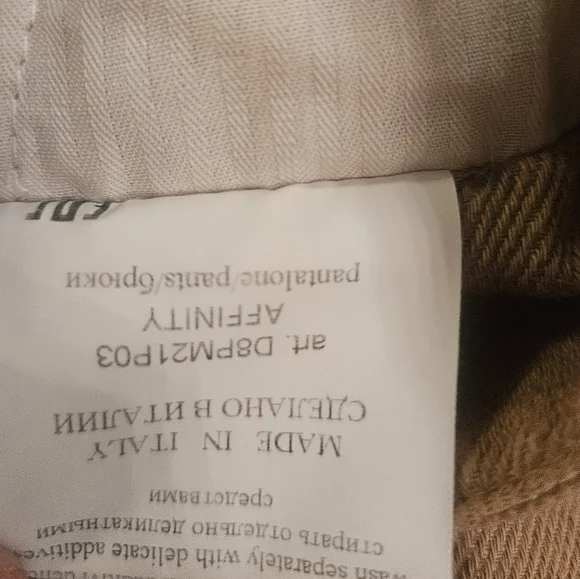 wash separately with delicate additives
стирать отдельно деликатными
средствами
MADE IN ITALY
СДЕЛАНО В ИТАЛИИ
art. D8PM21P03
AFFINITY
pantalone/pants/брюки